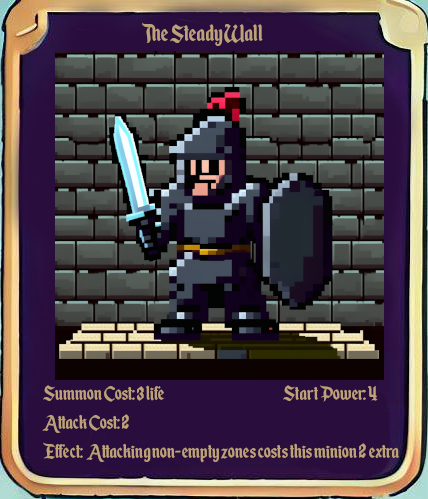 The Steady Wall
Summon Cost: 3 life Start Power: 4
Attack Cost: 2
Effect: Attacking non-empty zones costs this minion 2 extra